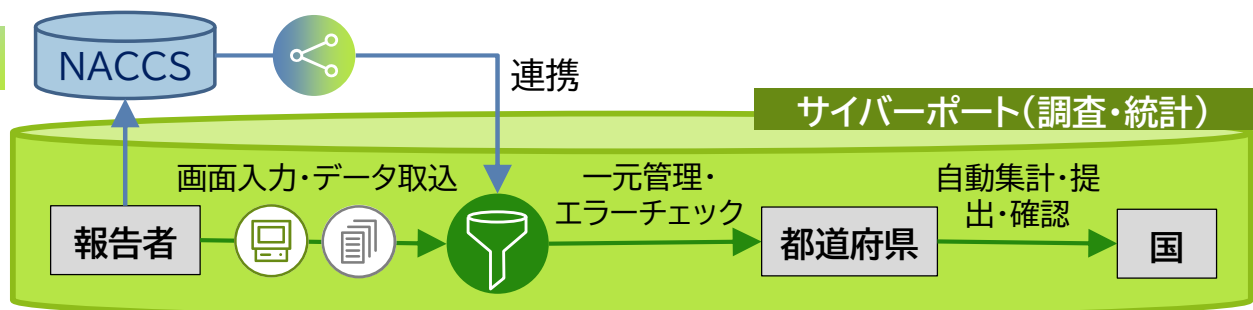 NACCS
連携
サイバーポート(調査・統計)
画面入力・データ取込
一元管理・
エラーチェック
自動集計・提
出・確認
報告者
都道府県
国